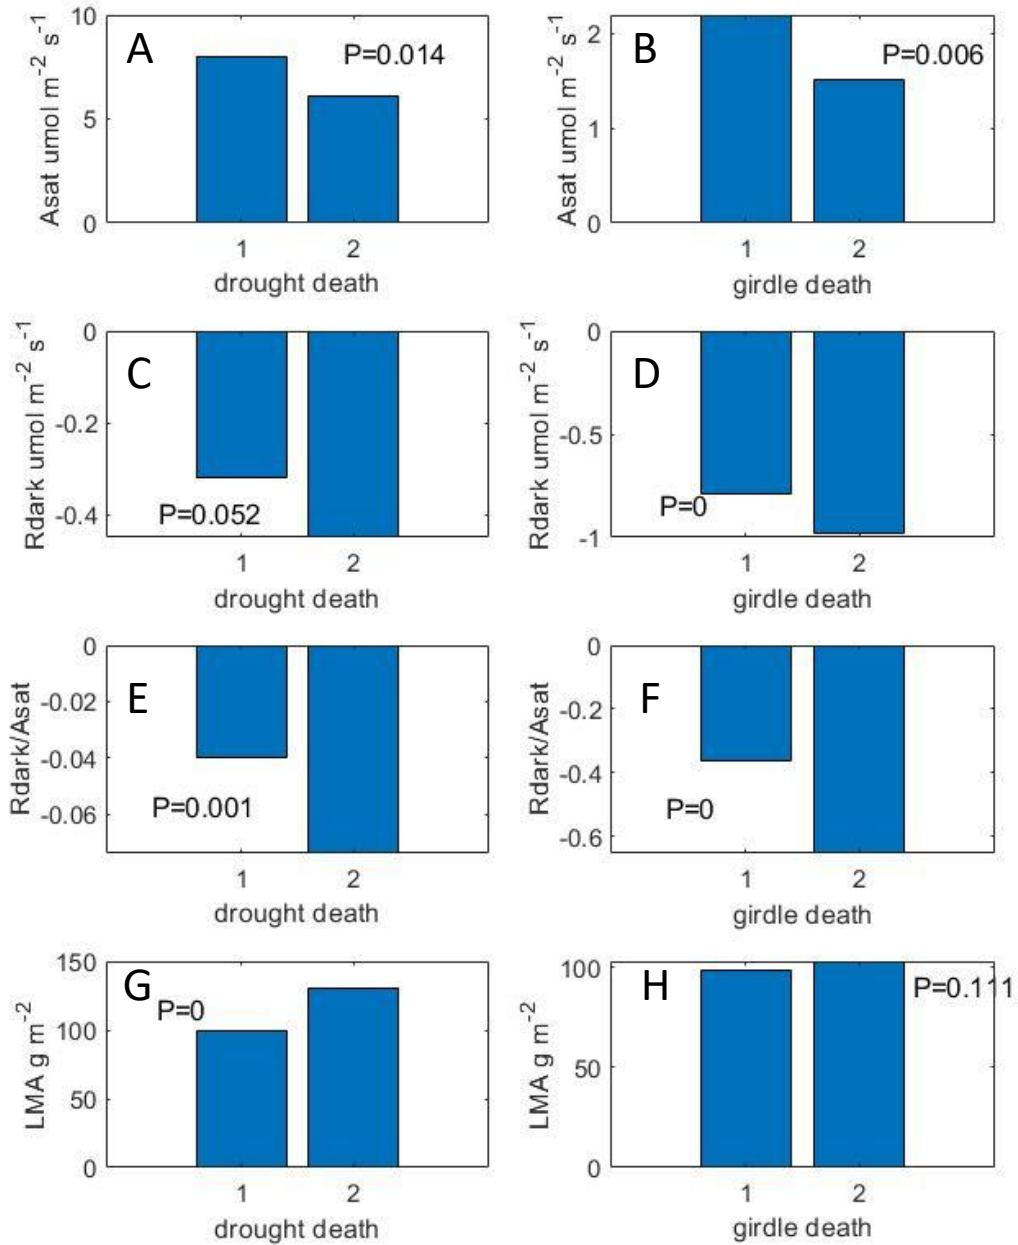 A
P=0.014
Asat umol m⁻² s⁻¹
10
5
0
1 2
drought death
B
P=0.006
Asat umol m⁻² s⁻¹
2
1
0
1 2
girdle death
C
P=0.052
Rdark umol m⁻² s⁻¹
0
-0.2
-0.4
1 2
drought death
D
P=0
Rdark umol m⁻² s⁻¹
0
-0.5
-1
1 2
girdle death
E
P=0.001
Rdark/Asat
0
-0.02
-0.04
-0.06
1 2
drought death
F
P=0
Rdark/Asat
0
-0.2
-0.4
-0.6
1 2
girdle death
G
P=0
LMA g m⁻²
150
100
50
0
1 2
drought death
H
P=0.111
LMA g m⁻²
100
50
0
1 2
girdle death